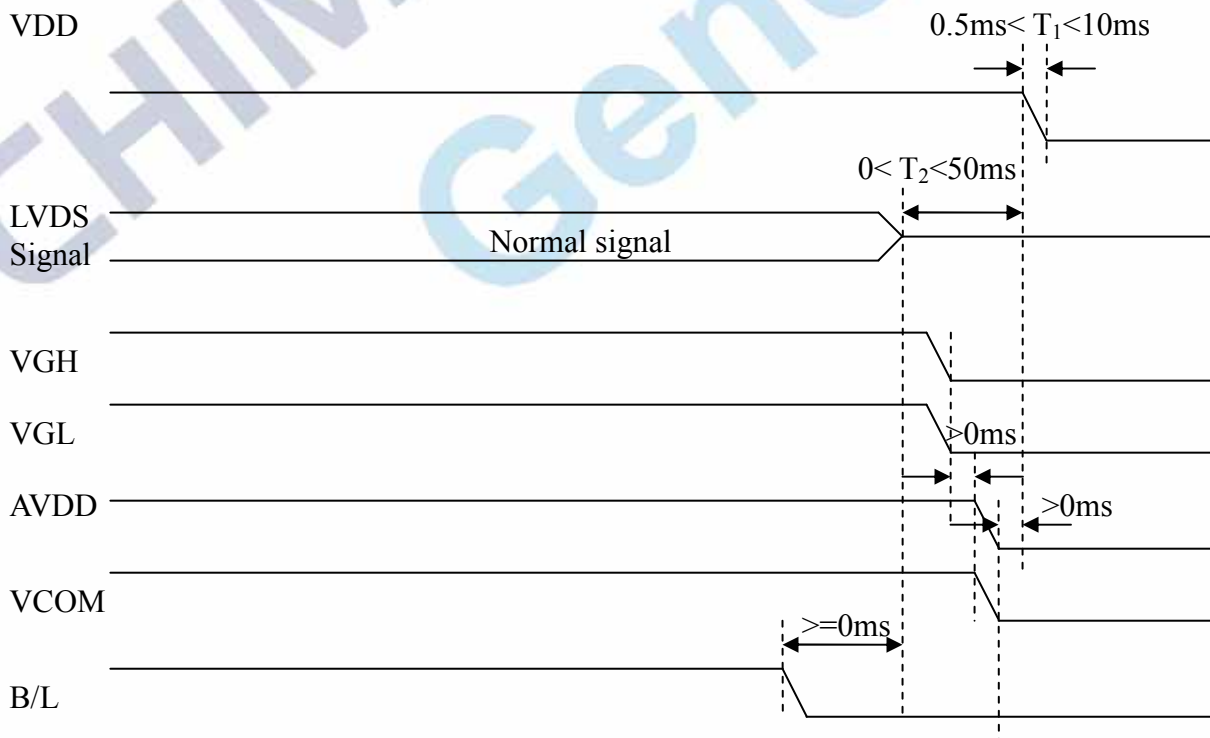 VDD
0.5ms< T₁<10ms
0< T₂<50ms
LVDS
Signal
Normal signal
VGH
VGL
>0ms
AVDD
>0ms
VCOM
>=0ms
B/L